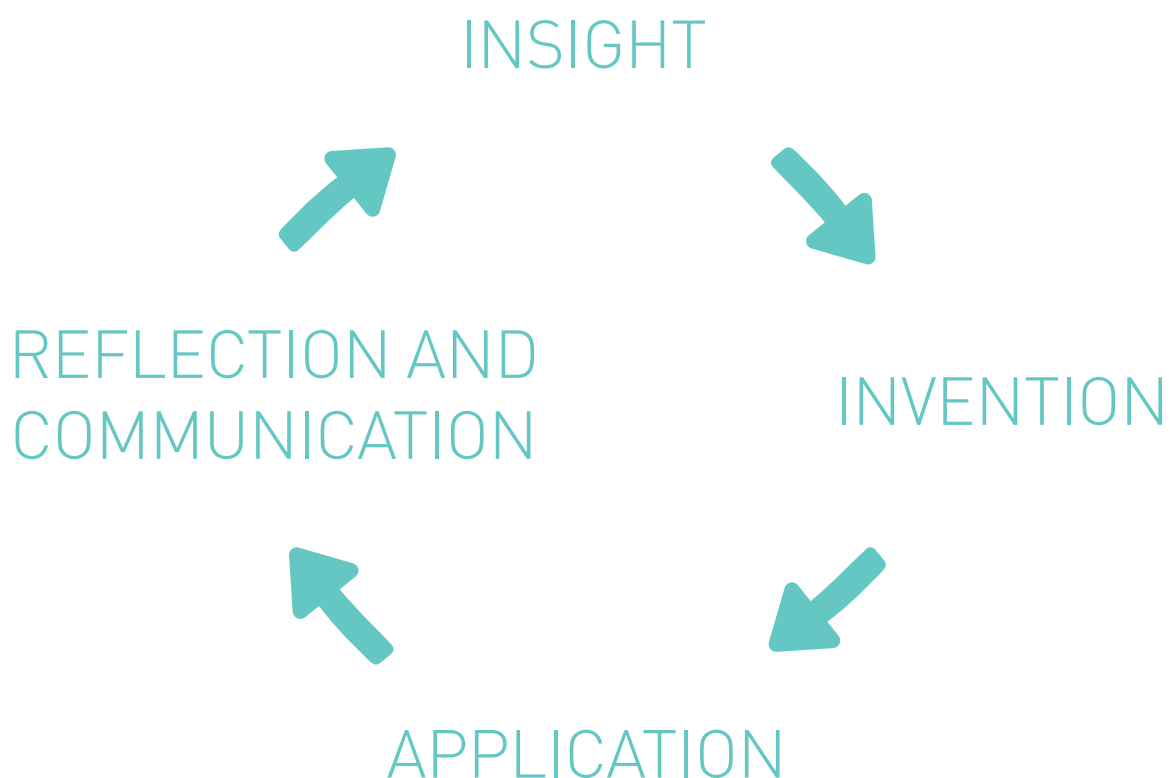 INSIGHT
REFLECTION AND
COMMUNICATION
INVENTION
APPLICATION